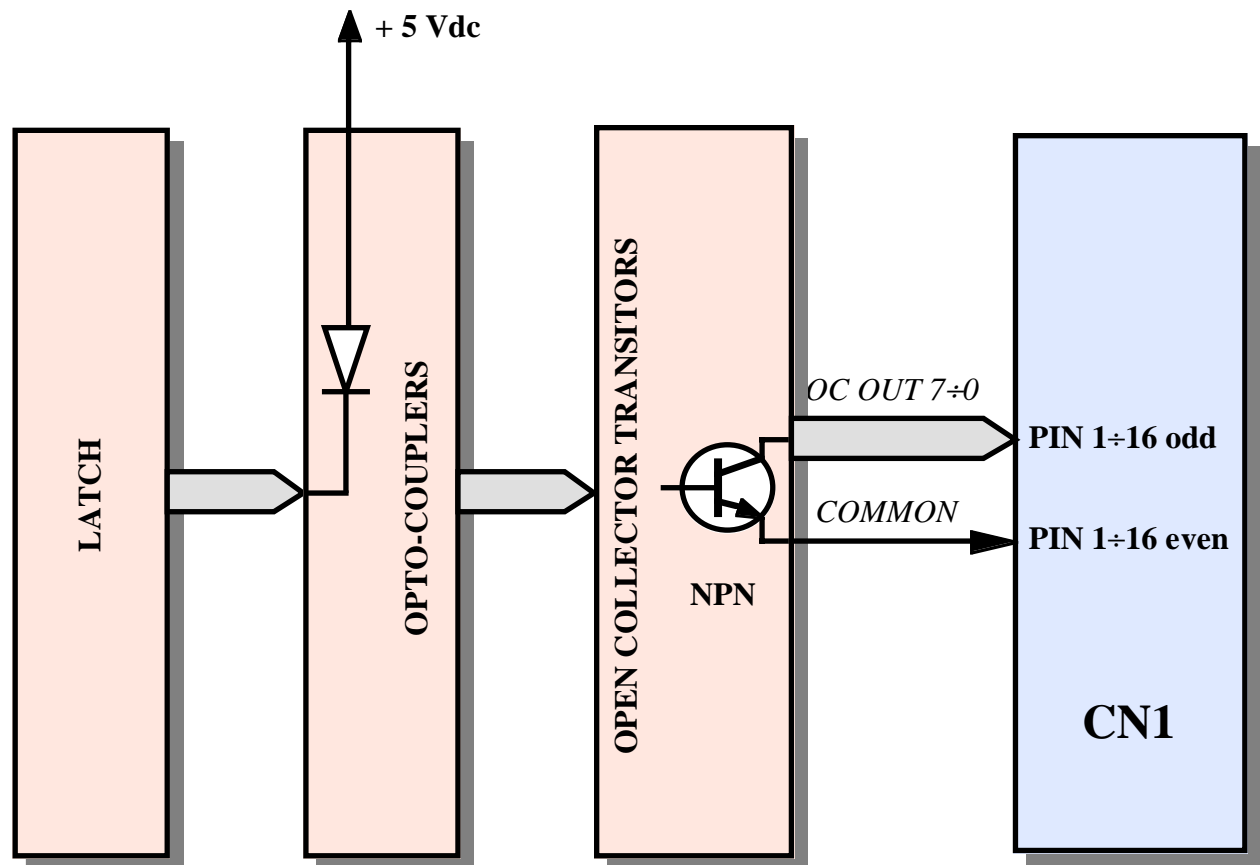 + 5 Vdc
LATCH
OPTO-COUPLERS
OPEN COLLECTOR TRANSITORS
NPN
OC OUT 7÷0
COMMON
PIN 1÷16 odd
PIN 1÷16 even
CN1